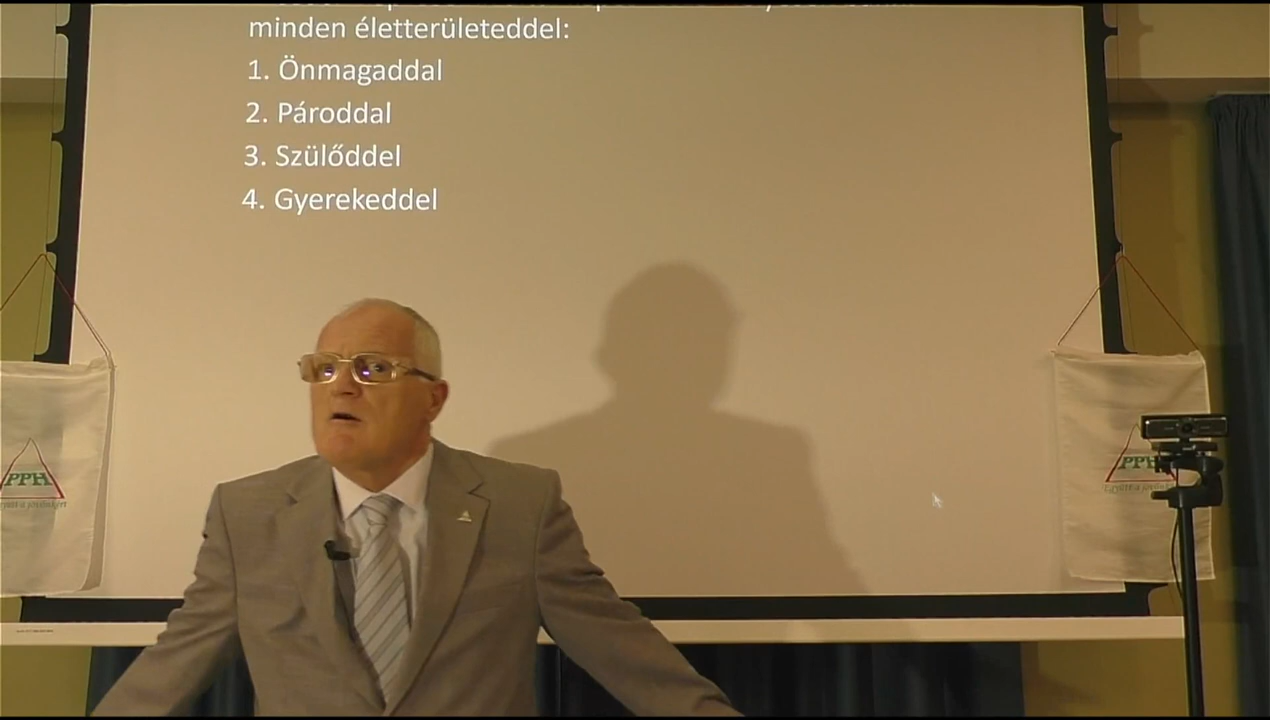 minden életterületeddel:
1. Önmagaddal
2. Pároddal
3. Szülőddel
4. Gyerekeddel
PPH
PPH